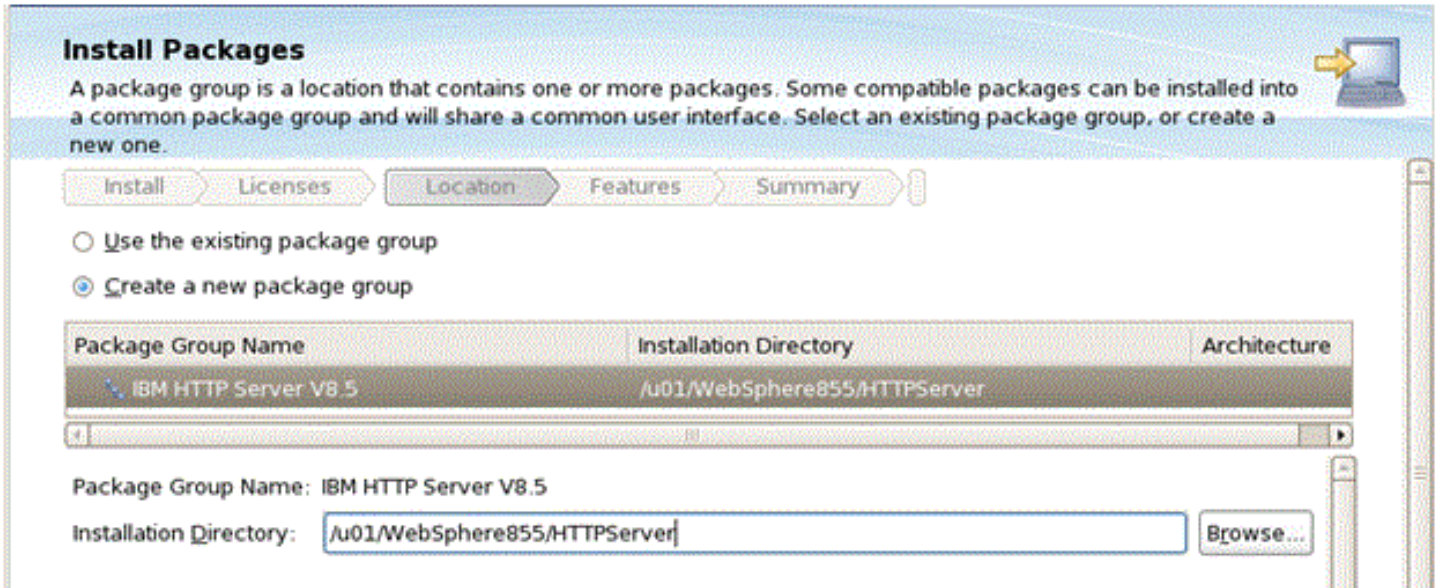 Install Packages
A package group is a location that contains one or more packages. Some compatible packages can be installed into
a common package group and will share a common user interface. Select an existing package group, or create a
new one.
Install Licenses Location Features Summary
Use the existing package group
Create a new package group
Package Group Name Installation Directory Architecture
IBM HTTP Server V8.5 /u01/WebSphere855/HTTPServer
Package Group Name: IBM HTTP Server V8.5
Installation Directory: /u01/WebSphere855/HTTPServer Browse...